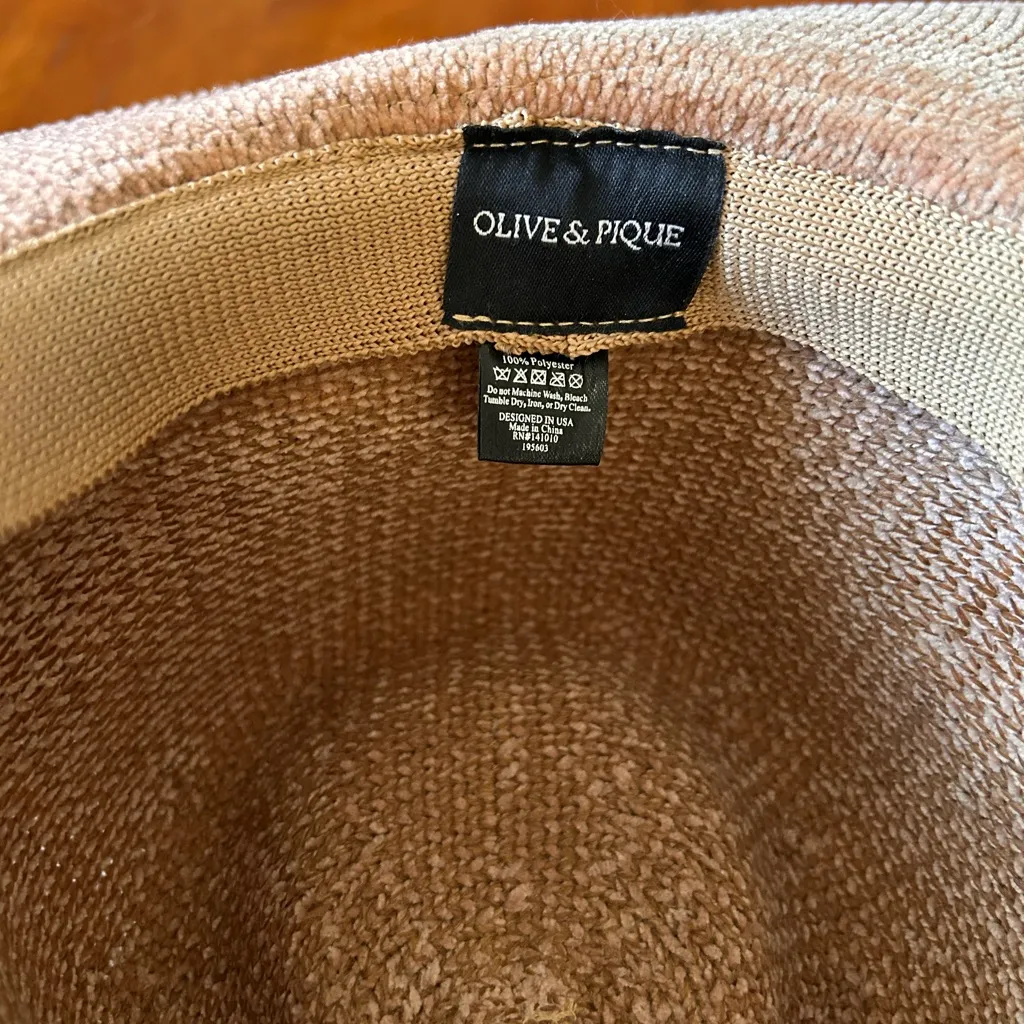 OLIVE & PIQUE
100% Polyester
Do not Machine Wash, Bleach
Tumble Dry, Iron, or Dry Clean.
DESIGNED IN USA
Made in China
RN#141010
195603